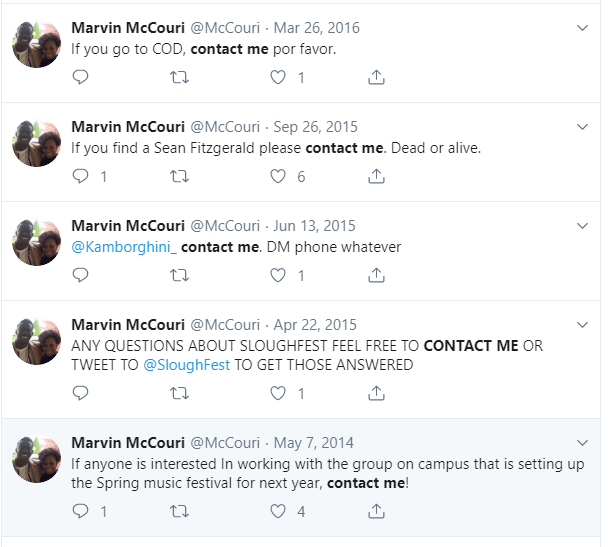 Marvin McCouri @McCouri · Mar 26, 2016
If you go to COD, contact me por favor.
1
Marvin McCouri @McCouri · Sep 26, 2015
If you find a Sean Fitzgerald please contact me. Dead or alive.
1 6
Marvin McCouri @McCouri · Jun 13, 2015
@Kamborghini_ contact me. DM phone whatever
1
Marvin McCouri @McCouri · Apr 22, 2015
ANY QUESTIONS ABOUT SLOUGHFEST FEEL FREE TO CONTACT ME OR
TWEET TO @SloughFest TO GET THOSE ANSWERED
1
Marvin McCouri @McCouri · May 7, 2014
If anyone is interested In working with the group on campus that is setting up
the Spring music festival for next year, contact me!
1 4